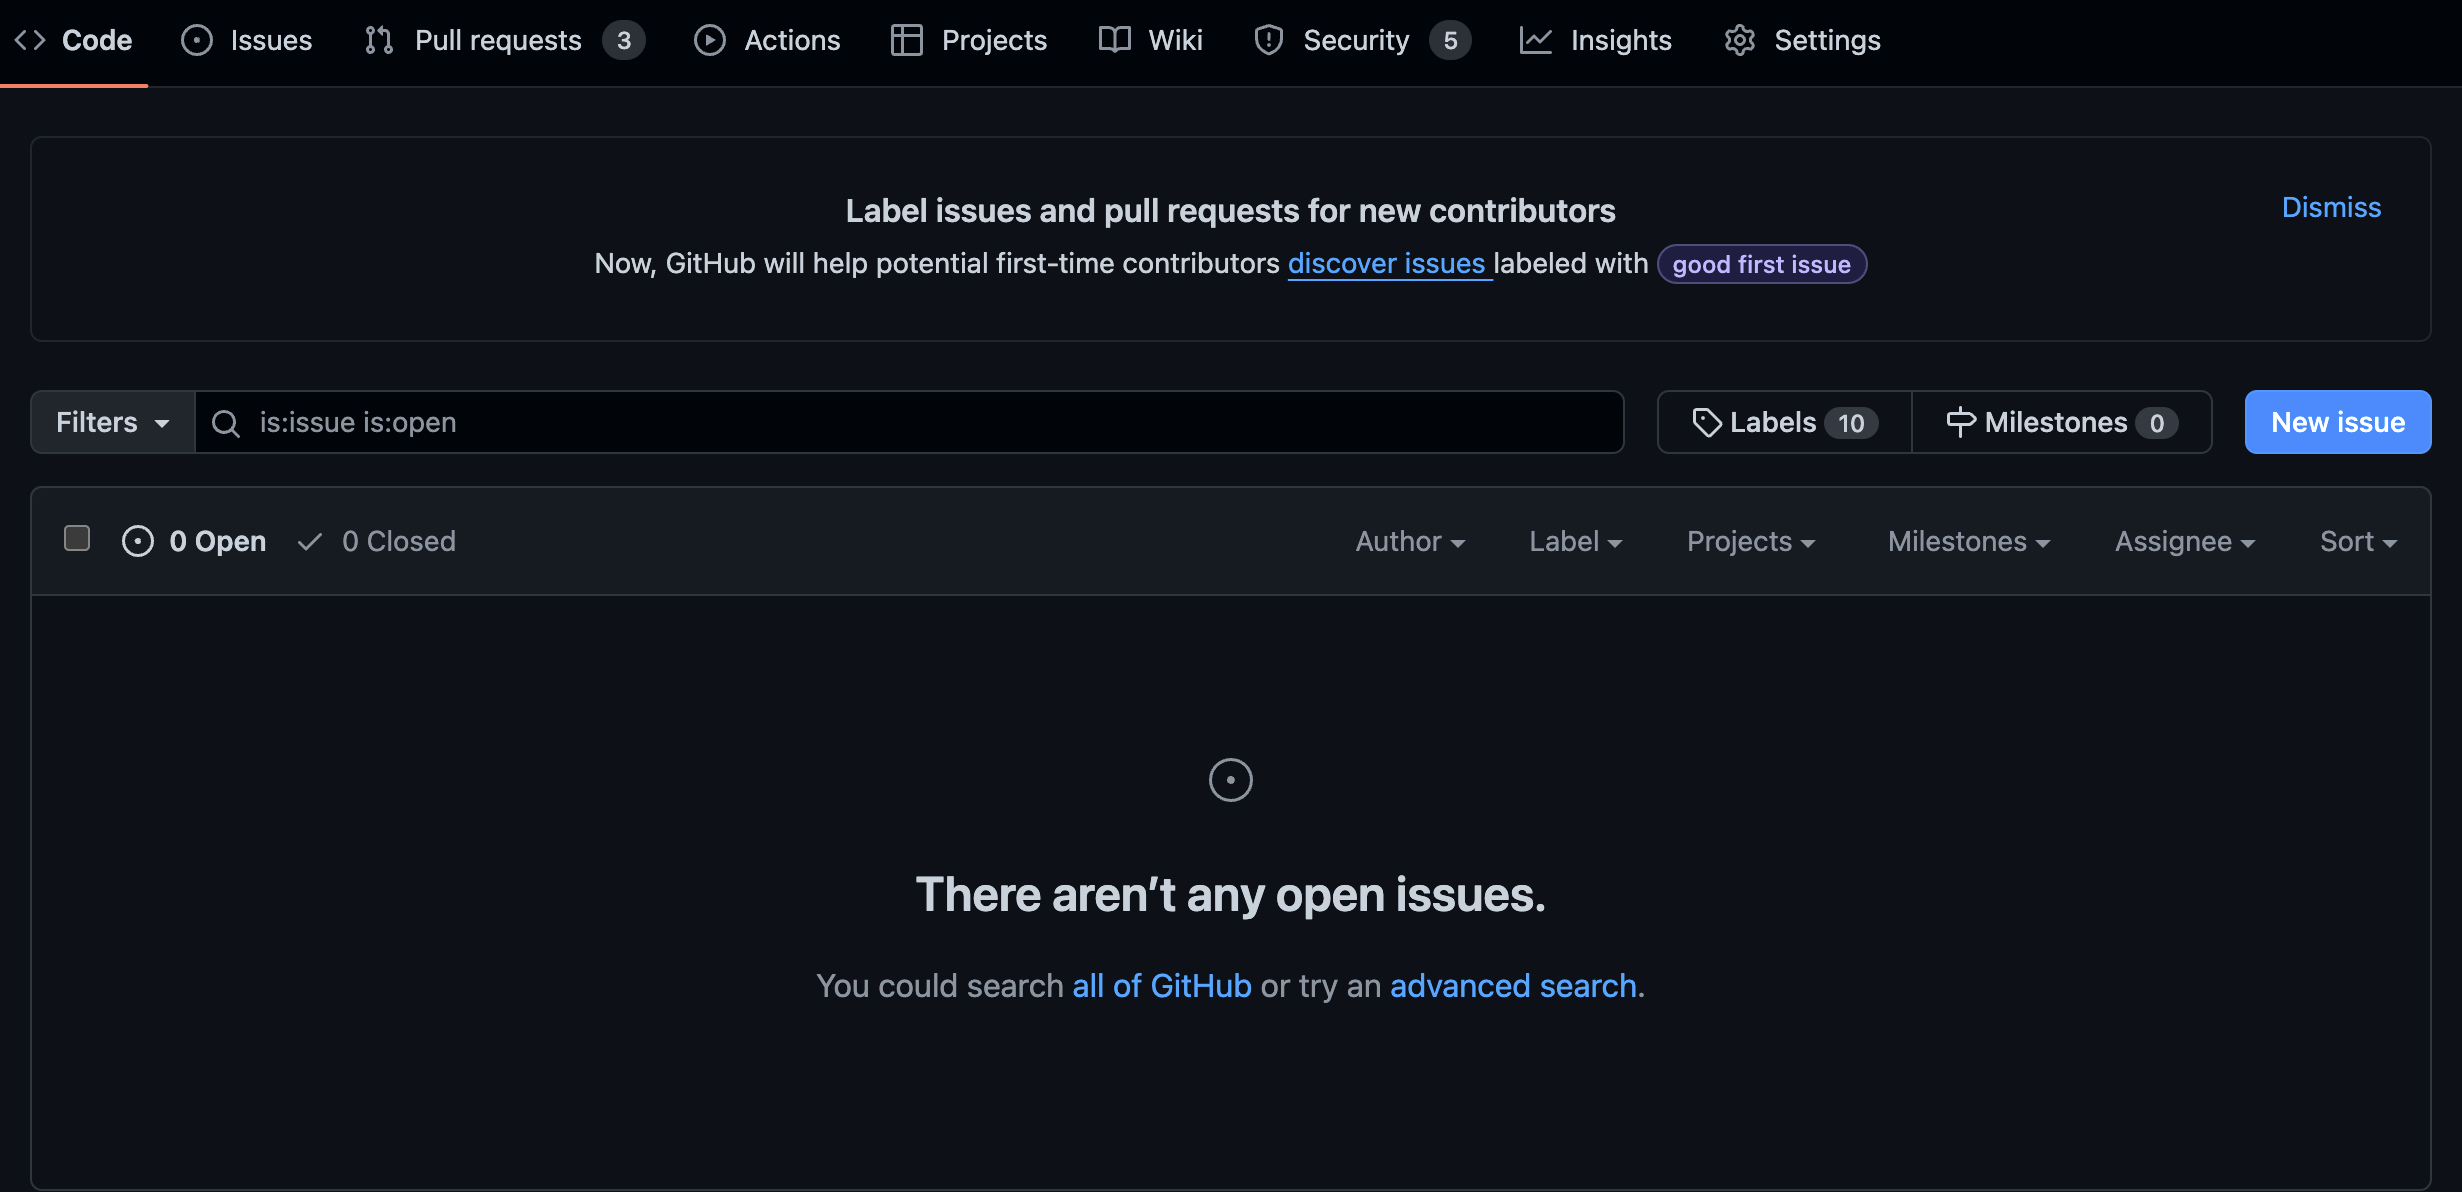 Code Issues Pull requests 3 Actions Projects Wiki Security 5 Insights Settings
Label issues and pull requests for new contributors
Dismiss
Now, GitHub will help potential first-time contributors discover issues labeled with good first issue
Filters is:issue is:open Labels 10 Milestones 0 New issue
0 Open 0 Closed Author Label Projects Milestones Assignee Sort
There aren’t any open issues.
You could search all of GitHub or try an advanced search.